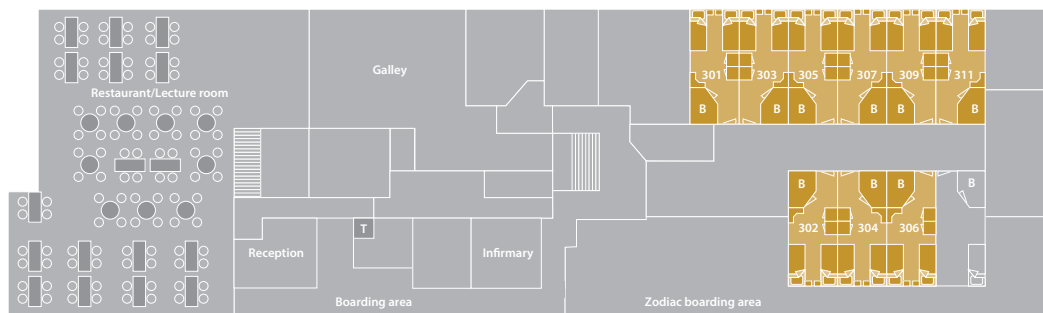 Galley
301 303 305 307 309 311
Restaurant/Lecture room
B B B B B B
B B B B
302 304 306
T
Reception
Infirmary
Boarding area
Zodiac boarding area